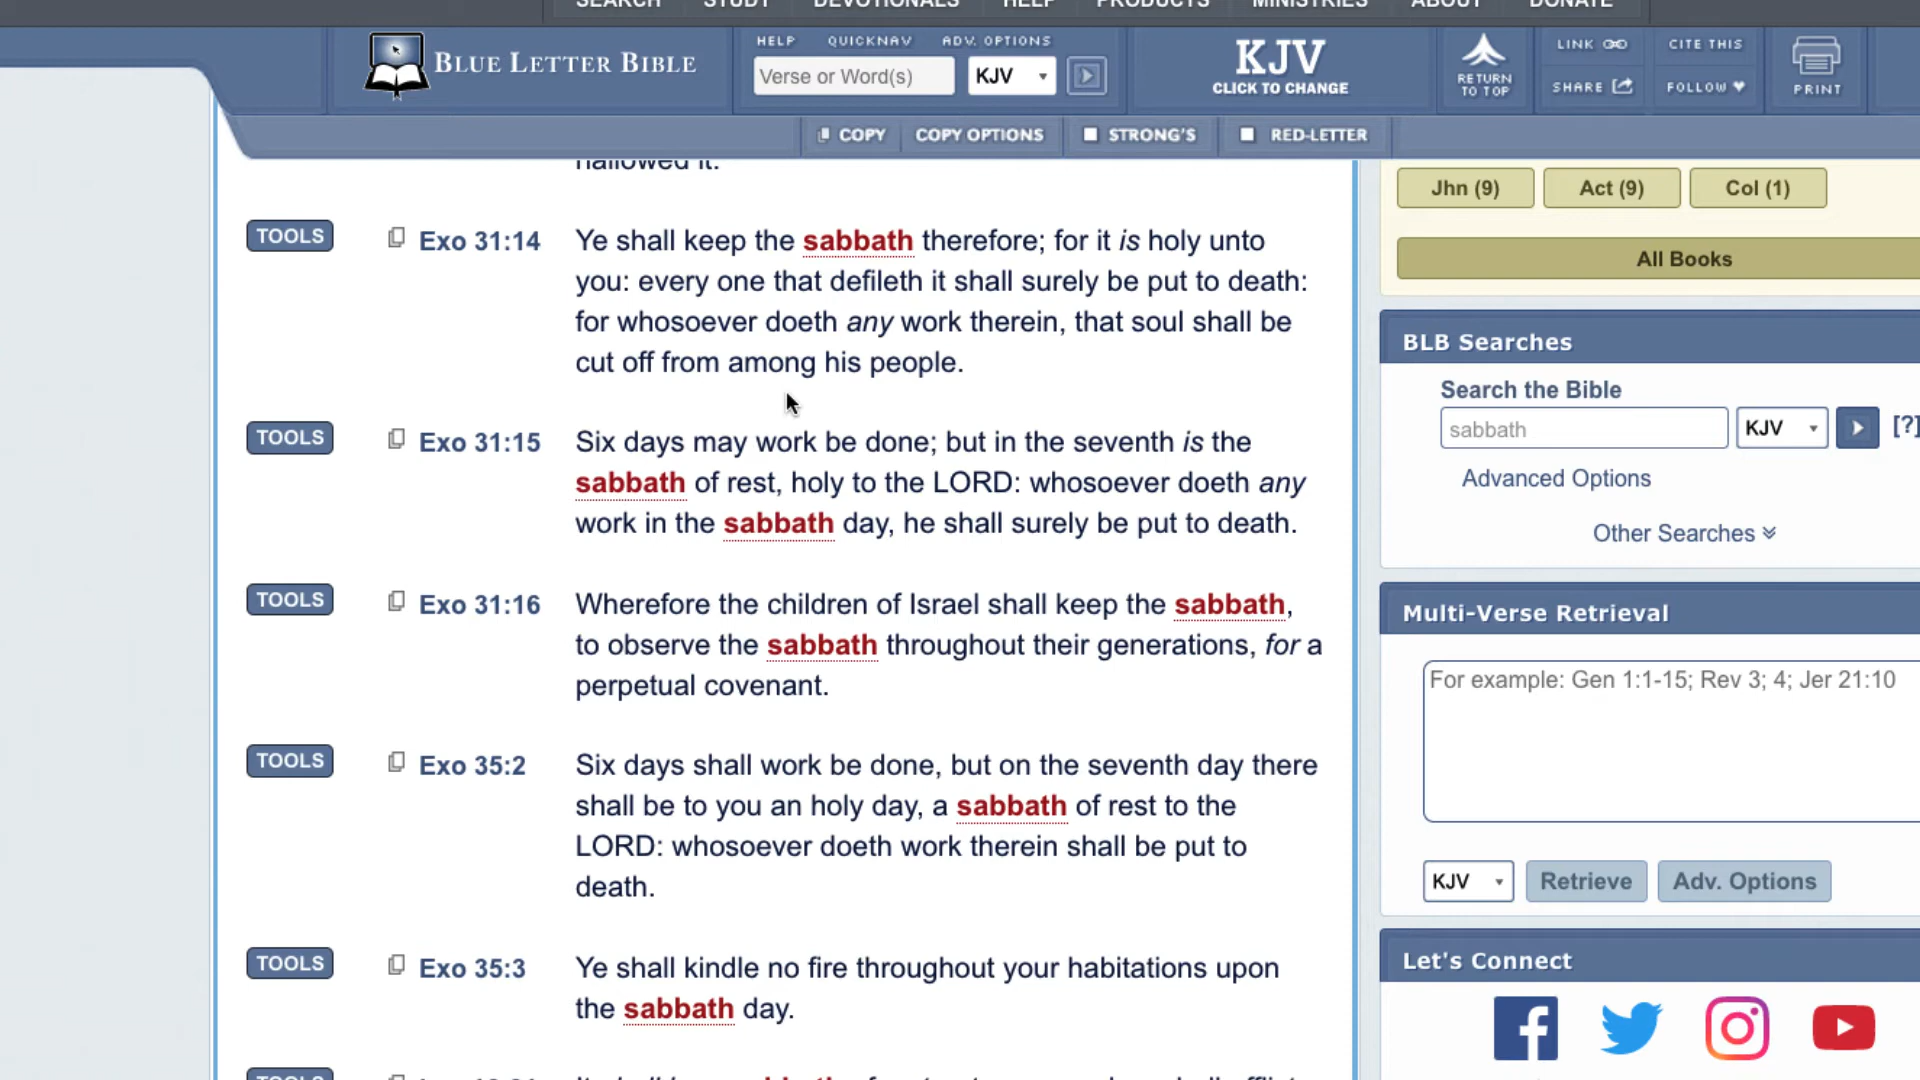 SEARCH STUDY DEVOTIONALS HELP PRODUCTS MINISTRIES ABOUT DONATE
BLUE LETTER BIBLE
HELP QUICKNAV ADV. OPTIONS
Verse or Word(s) KJV
KJV
CLICK TO CHANGE
RETURN
TO TOP
LINK
SHARE
CITE THIS
FOLLOW
PRINT
COPY COPY OPTIONS STRONG'S RED-LETTER
hallowed it.
TOOLS Exo 31:14 Ye shall keep the sabbath therefore; for it is holy unto
you: every one that defileth it shall surely be put to death:
for whosoever doeth any work therein, that soul shall be
cut off from among his people.
TOOLS Exo 31:15 Six days may work be done; but in the seventh is the
sabbath of rest, holy to the LORD: whosoever doeth any
work in the sabbath day, he shall surely be put to death.
TOOLS Exo 31:16 Wherefore the children of Israel shall keep the sabbath,
to observe the sabbath throughout their generations, for a
perpetual covenant.
TOOLS Exo 35:2 Six days shall work be done, but on the seventh day there
shall be to you an holy day, a sabbath of rest to the
LORD: whosoever doeth work therein shall be put to
death.
TOOLS Exo 35:3 Ye shall kindle no fire throughout your habitations upon
the sabbath day.
Jhn (9) Act (9) Col (1)
All Books
BLB Searches
Search the Bible
sabbath KJV [?]
Advanced Options
Other Searches
Multi-Verse Retrieval
For example: Gen 1:1-15; Rev 3; 4; Jer 21:10
KJV Retrieve Adv. Options
Let's Connect